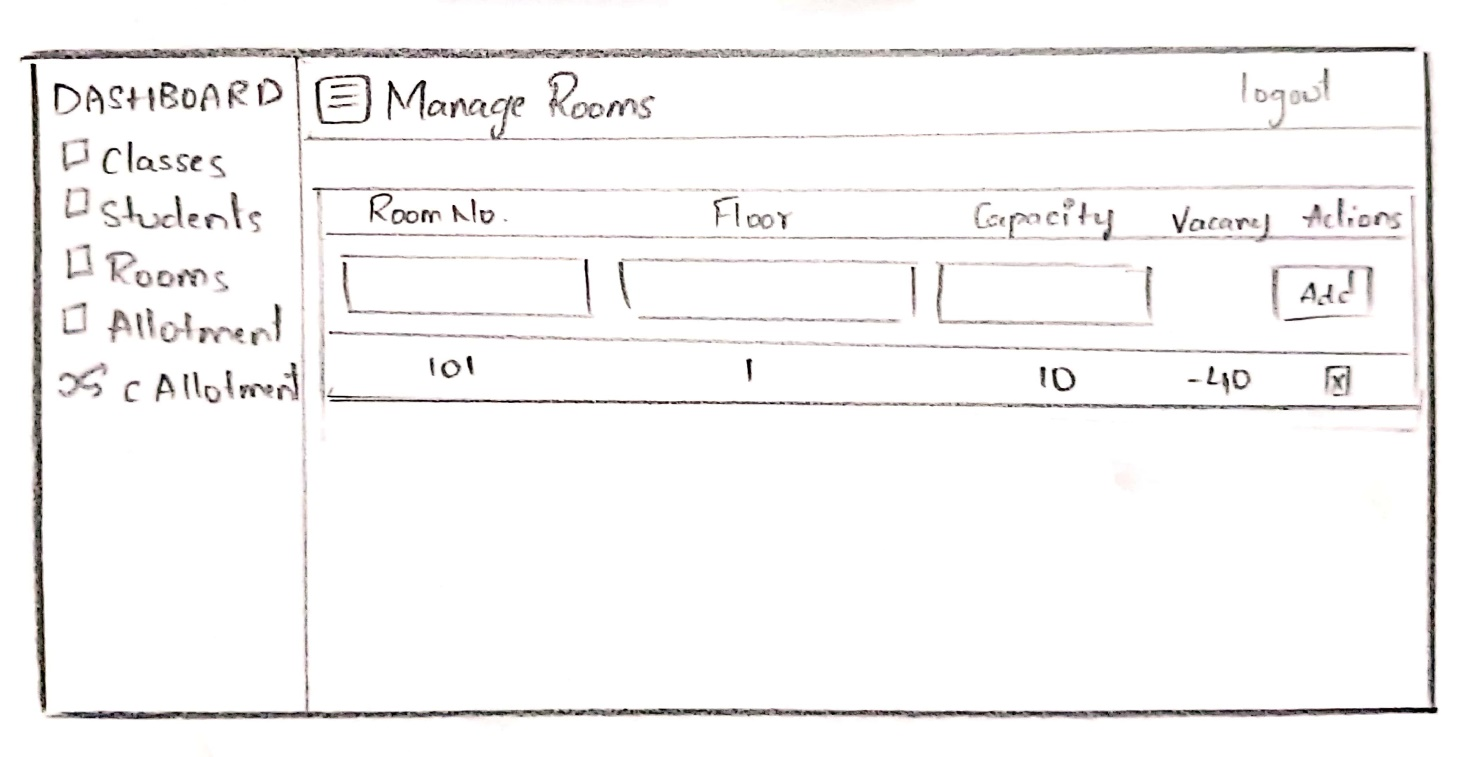 DASHBOARD
Classes
Students
Rooms
Allotment
C Allotment
Manage Rooms
logout
Room No. Floor Capacity Vacancy Actions
Add
101 1 10 -40 x